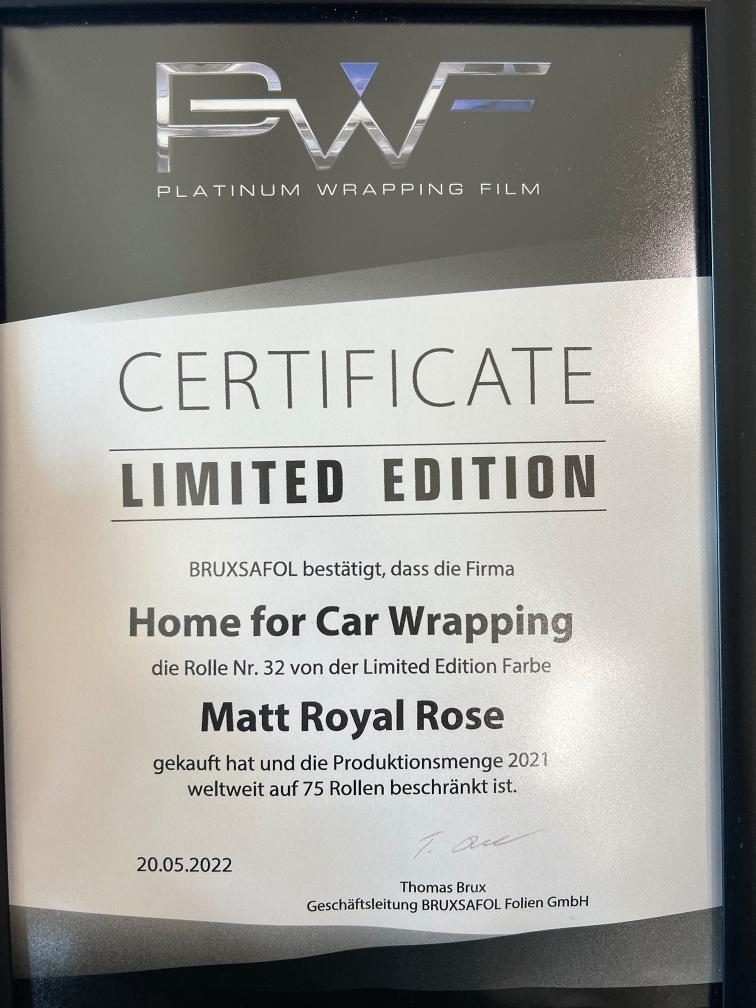 PWF
PLATINUM WRAPPING FILM
CERTIFICATE
LIMITED EDITION
BRUXSAFOL bestätigt, dass die Firma
Home for Car Wrapping
die Rolle Nr. 32 von der Limited Edition Farbe
Matt Royal Rose
gekauft hat und die Produktionsmenge 2021
weltweit auf 75 Rollen beschränkt ist.
20.05.2022
Thomas Brux
Geschäftsleitung BRUXSAFOL Folien GmbH